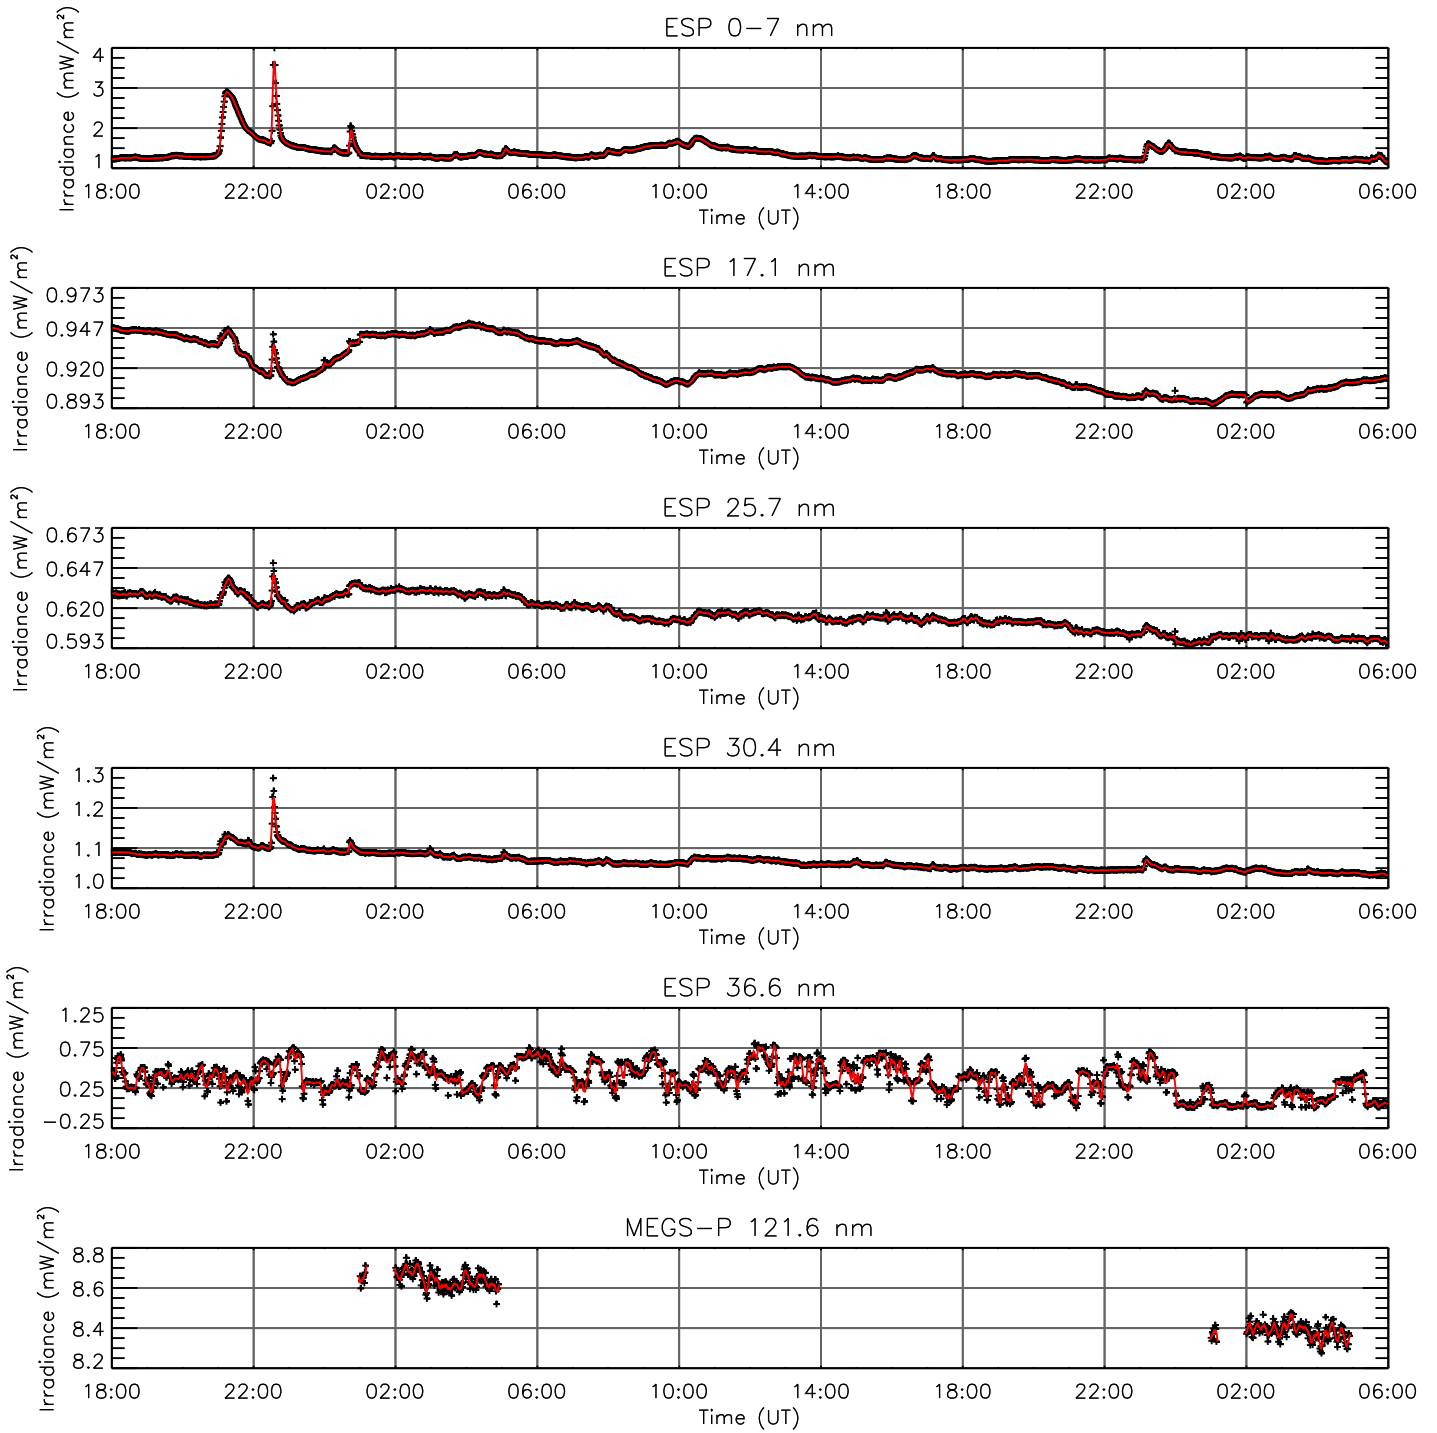 ESP 0-7 nm
Irradiance (mW/m²)
4
3
2
1
18:00 22:00 02:00 06:00 10:00 14:00 18:00 22:00 02:00 06:00
Time (UT)
ESP 17.1 nm
Irradiance (mW/m²)
0.973
0.947
0.920
0.893
18:00 22:00 02:00 06:00 10:00 14:00 18:00 22:00 02:00 06:00
Time (UT)
ESP 25.7 nm
Irradiance (mW/m²)
0.673
0.647
0.620
0.593
18:00 22:00 02:00 06:00 10:00 14:00 18:00 22:00 02:00 06:00
Time (UT)
ESP 30.4 nm
Irradiance (mW/m²)
1.3
1.2
1.1
1.0
18:00 22:00 02:00 06:00 10:00 14:00 18:00 22:00 02:00 06:00
Time (UT)
ESP 36.6 nm
Irradiance (mW/m²)
1.25
0.75
0.25
-0.25
18:00 22:00 02:00 06:00 10:00 14:00 18:00 22:00 02:00 06:00
Time (UT)
MEGS-P 121.6 nm
Irradiance (mW/m²)
8.8
8.6
8.4
8.2
18:00 22:00 02:00 06:00 10:00 14:00 18:00 22:00 02:00 06:00
Time (UT)